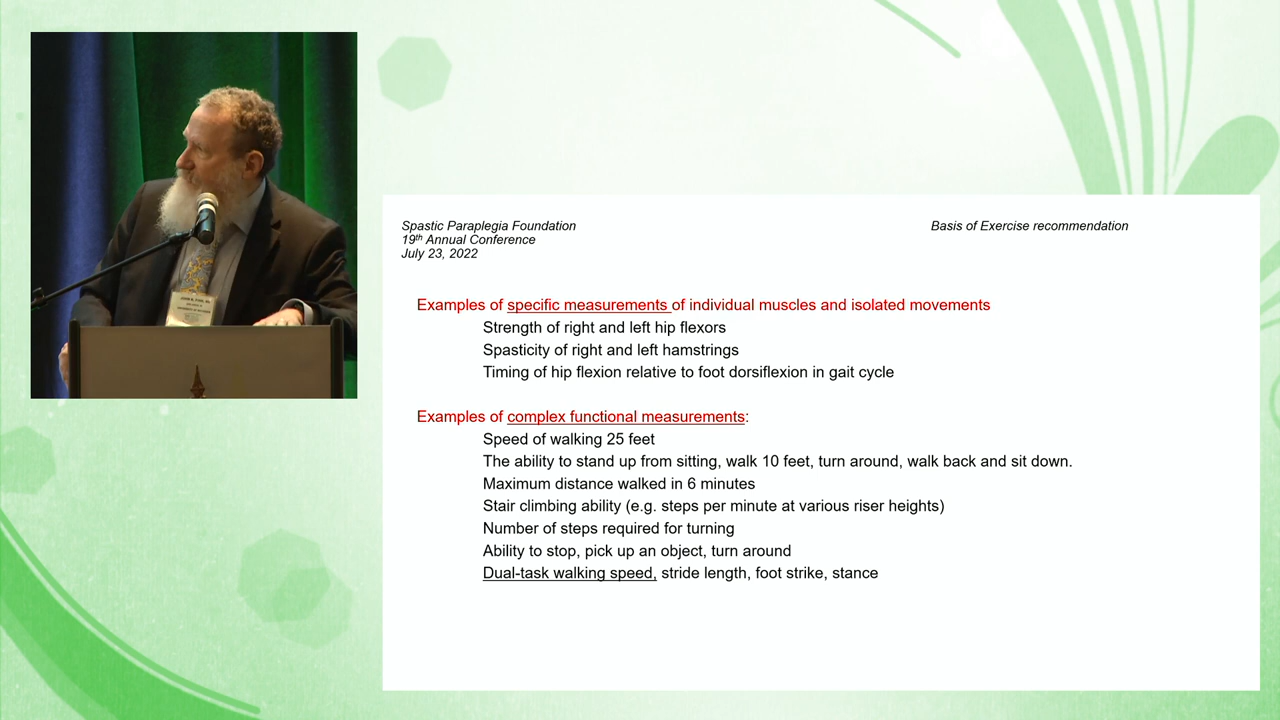 Spastic Paraplegia Foundation
19th Annual Conference
July 23, 2022
Basis of Exercise recommendation
Examples of specific measurements of individual muscles and isolated movements
Strength of right and left hip flexors
Spasticity of right and left hamstrings
Timing of hip flexion relative to foot dorsiflexion in gait cycle
Examples of complex functional measurements:
Speed of walking 25 feet
The ability to stand up from sitting, walk 10 feet, turn around, walk back and sit down.
Maximum distance walked in 6 minutes
Stair climbing ability (e.g. steps per minute at various riser heights)
Number of steps required for turning
Ability to stop, pick up an object, turn around
Dual-task walking speed, stride length, foot strike, stance